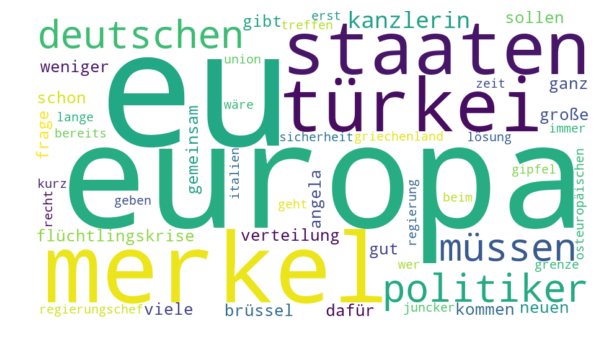 deutschen
gibt
treffen
erst
kanzlerin
sollen
staaten
weniger
eu
union
türkei
zeit
ganz
schon
wäre
große
lange
immer
frage
bereits
gemeinsam
sicherheit
griechenland
lösung
europa
italien
gipfel
osteuropäischen
kurz
recht
geben
geht
angela
regierung
beim
flüchtlingskrise
verteilung
gut
müssen
merkel
wer
grenze
politiker
regierungschef
viele
brüssel
dafür
juncker
kommen
neuen